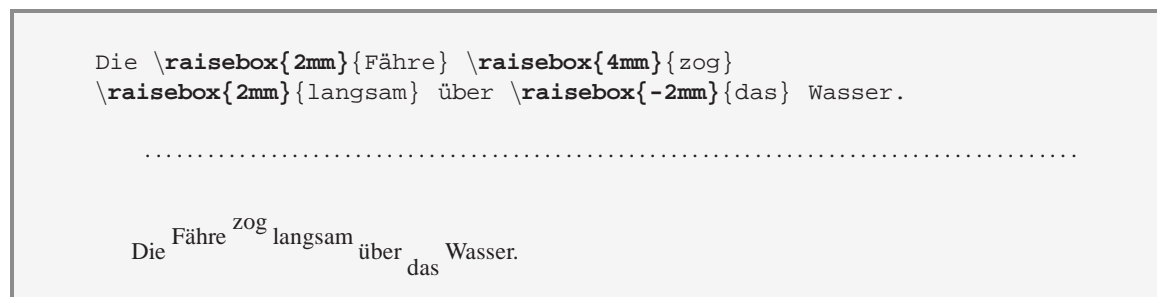 Die \raisebox{2mm}{Fähre} \raisebox{4mm}{zog}
\raisebox{2mm}{langsam} über \raisebox{-2mm}{das} Wasser.
Die Fähre zog langsam über das Wasser.